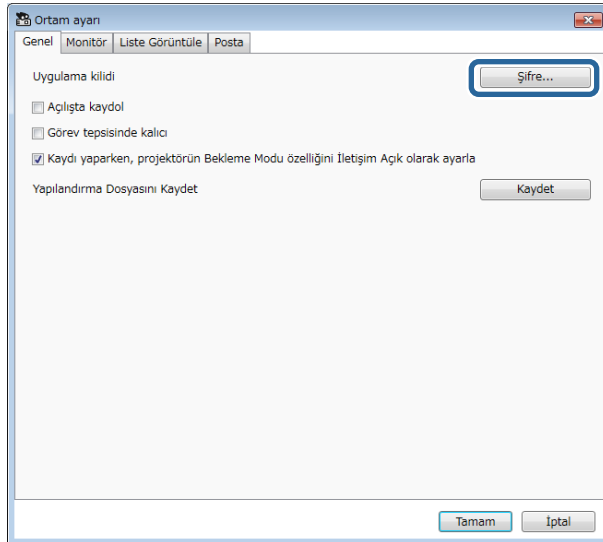 Ortam ayarı
Genel Monitör Liste Görüntüle Posta
Uygulama kilidi Şifre...
Açılışta kaydol
Görev tepsisinde kalıcı
Kaydı yaparken, projektörün Bekleme Modu özelliğini İletişim Açık olarak ayarla
Yapılandırma Dosyasını Kaydet Kaydet
Tamam İptal